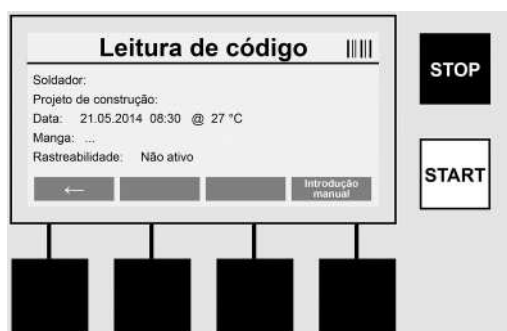 Leitura de código
Soldador:
Projeto de construção:
Data: 21.05.2014 08:30 @ 27 °C
Manga: ...
Rastreabilidade: Não ativo
←
Introdução
manual
STOP
START